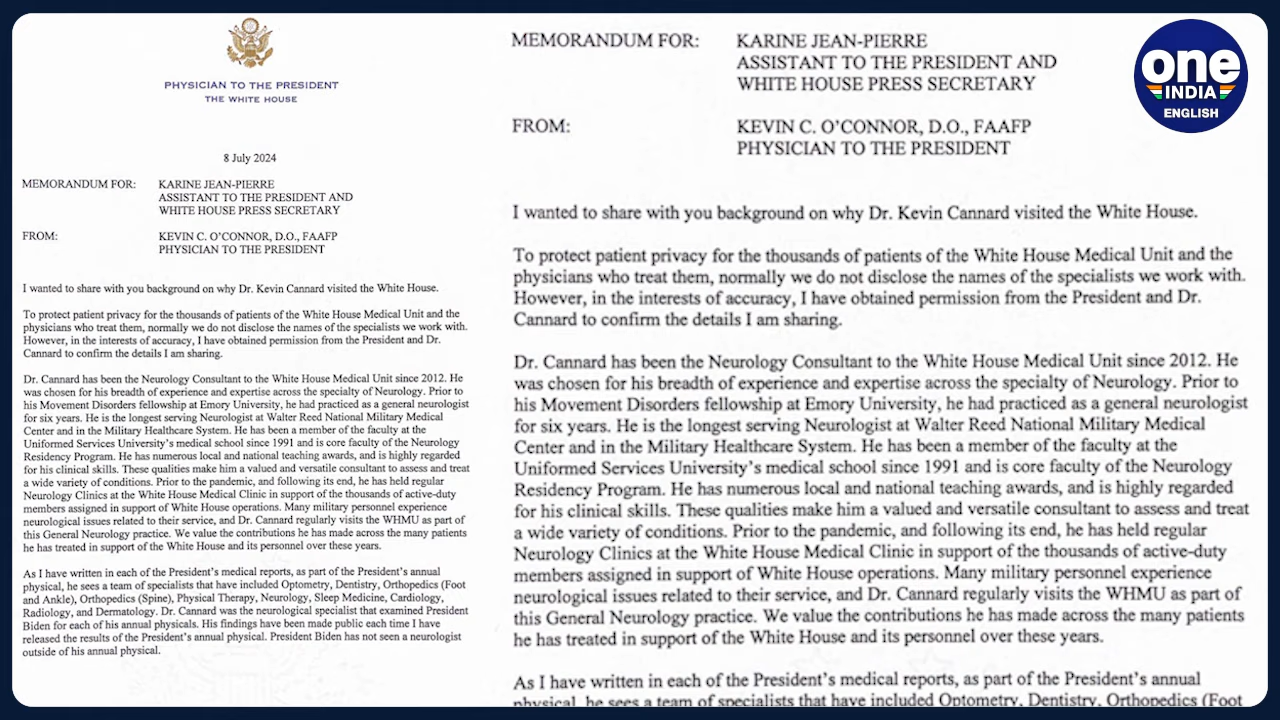 PHYSICIAN TO THE PRESIDENT
THE WHITE HOUSE
8 July 2024
MEMORANDUM FOR: KARINE JEAN-PIERRE
ASSISTANT TO THE PRESIDENT AND
WHITE HOUSE PRESS SECRETARY
FROM: KEVIN C. O'CONNOR, D.O., FAAFP
PHYSICIAN TO THE PRESIDENT
I wanted to share with you background on why Dr. Kevin Cannard visited the White House.
To protect patient privacy for the thousands of patients of the White House Medical Unit and the
physicians who treat them, normally we do not disclose the names of the specialists we work with.
However, in the interests of accuracy, I have obtained permission from the President and Dr.
Cannard to confirm the details I am sharing.
Dr. Cannard has been the Neurology Consultant to the White House Medical Unit since 2012. He
was chosen for his breadth of experience and expertise across the specialty of Neurology. Prior to
his Movement Disorders fellowship at Emory University, he had practiced as a general neurologist
for six years. He is the longest serving Neurologist at Walter Reed National Military Medical
Center and in the Military Healthcare System. He has been a member of the faculty at the
Uniformed Services University's medical school since 1991 and is core faculty of the Neurology
Residency Program. He has numerous local and national teaching awards, and is highly regarded
for his clinical skills. These qualities make him a valued and versatile consultant to assess and treat
a wide variety of conditions. Prior to the pandemic, and following its end, he has held regular
Neurology Clinics at the White House Medical Clinic in support of the thousands of active-duty
members assigned in support of White House operations. Many military personnel experience
neurological issues related to their service, and Dr. Cannard regularly visits the WHMU as part of
this General Neurology practice. We value the contributions he has made across the many patients
he has treated in support of the White House and its personnel over these years.
As I have written in each of the President's medical reports, as part of the President's annual
physical, he sees a team of specialists that have included Optometry, Dentistry, Orthopedics (Foot
and Ankle), Orthopedics (Spine), Physical Therapy, Neurology, Sleep Medicine, Cardiology,
Radiology, and Dermatology. Dr. Cannard was the neurological specialist that examined President
Biden for each of his annual physicals. His findings have been made public each time I have
released the results of the President's annual physical. President Biden has not seen a neurologist
outside of his annual physical.
MEMORANDUM FOR: KARINE JEAN-PIERRE
ASSISTANT TO THE PRESIDENT AND
WHITE HOUSE PRESS SECRETARY
FROM: KEVIN C. O'CONNOR, D.O., FAAFP
PHYSICIAN TO THE PRESIDENT
I wanted to share with you background on why Dr. Kevin Cannard visited the White House.
To protect patient privacy for the thousands of patients of the White House Medical Unit and the
physicians who treat them, normally we do not disclose the names of the specialists we work with.
However, in the interests of accuracy, I have obtained permission from the President and Dr.
Cannard to confirm the details I am sharing.
Dr. Cannard has been the Neurology Consultant to the White House Medical Unit since 2012. He
was chosen for his breadth of experience and expertise across the specialty of Neurology. Prior to
his Movement Disorders fellowship at Emory University, he had practiced as a general neurologist
for six years. He is the longest serving Neurologist at Walter Reed National Military Medical
Center and in the Military Healthcare System. He has been a member of the faculty at the
Uniformed Services University's medical school since 1991 and is core faculty of the Neurology
Residency Program. He has numerous local and national teaching awards, and is highly regarded
for his clinical skills. These qualities make him a valued and versatile consultant to assess and treat
a wide variety of conditions. Prior to the pandemic, and following its end, he has held regular
Neurology Clinics at the White House Medical Clinic in support of the thousands of active-duty
members assigned in support of White House operations. Many military personnel experience
neurological issues related to their service, and Dr. Cannard regularly visits the WHMU as part of
this General Neurology practice. We value the contributions he has made across the many patients
he has treated in support of the White House and its personnel over these years.
As I have written in each of the President's medical reports, as part of the President's annual
physical, he sees a team of specialists that have included Optometry, Dentistry, Orthopedics (Foot
one
INDIA
ENGLISH